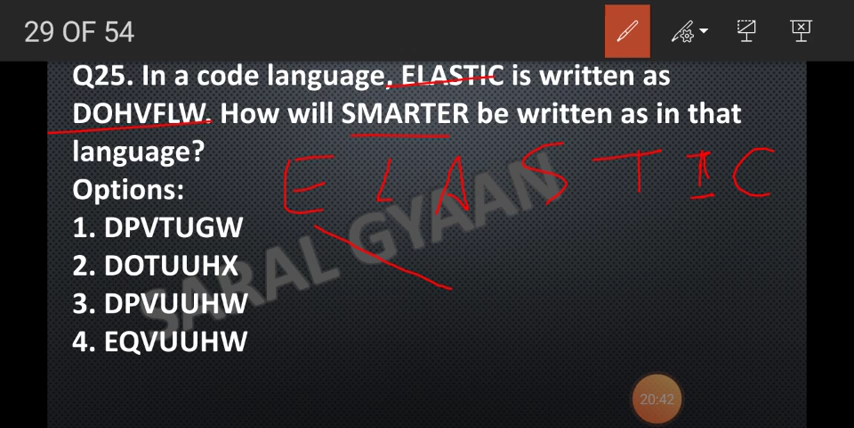 29 OF 54
Q25. In a code language, ELASTIC is written as
DOHVFLW. How will SMARTER be written as in that
language?
E L A S T I C
Options:
1. DPVTUGW
2. DOTUUHX
3. DPVUUHW
4. EQVUUHW
SARAL GYAAN
20:42